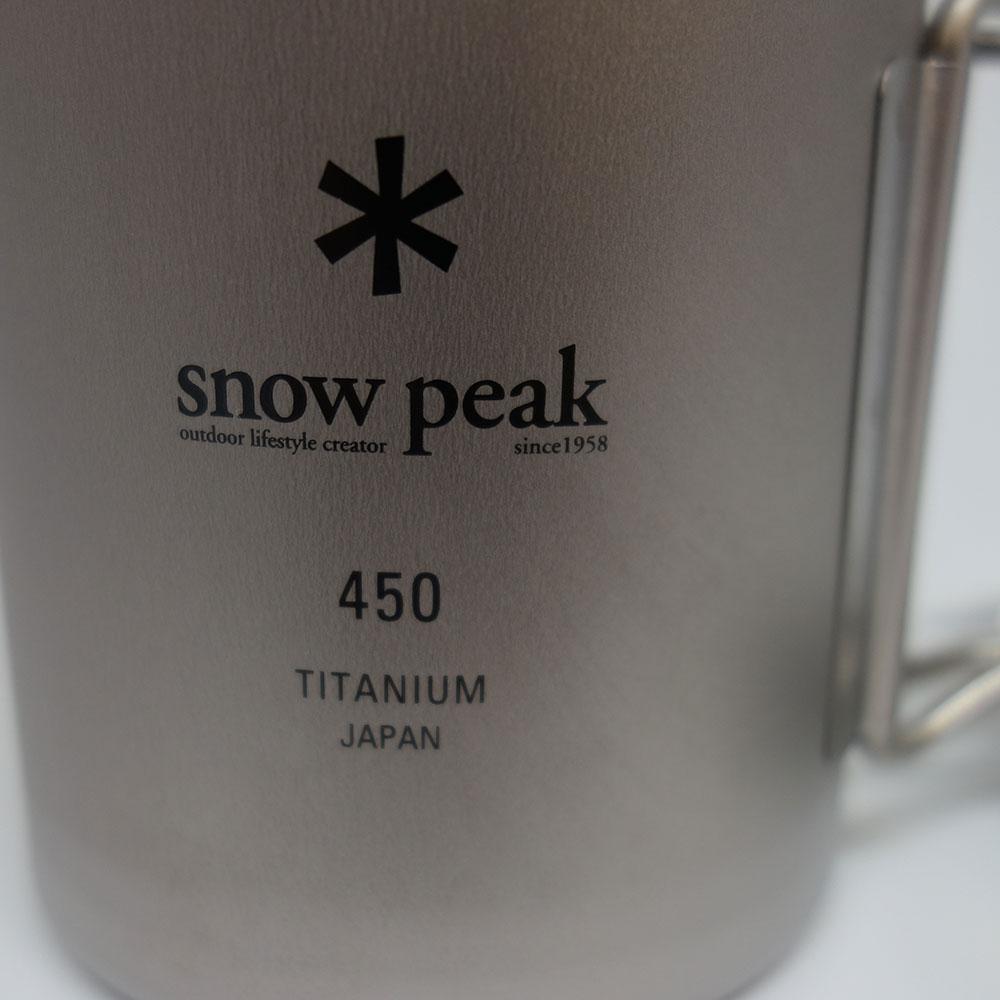 snow peak
outdoor lifestyle creator since1958
450
TITANIUM
JAPAN